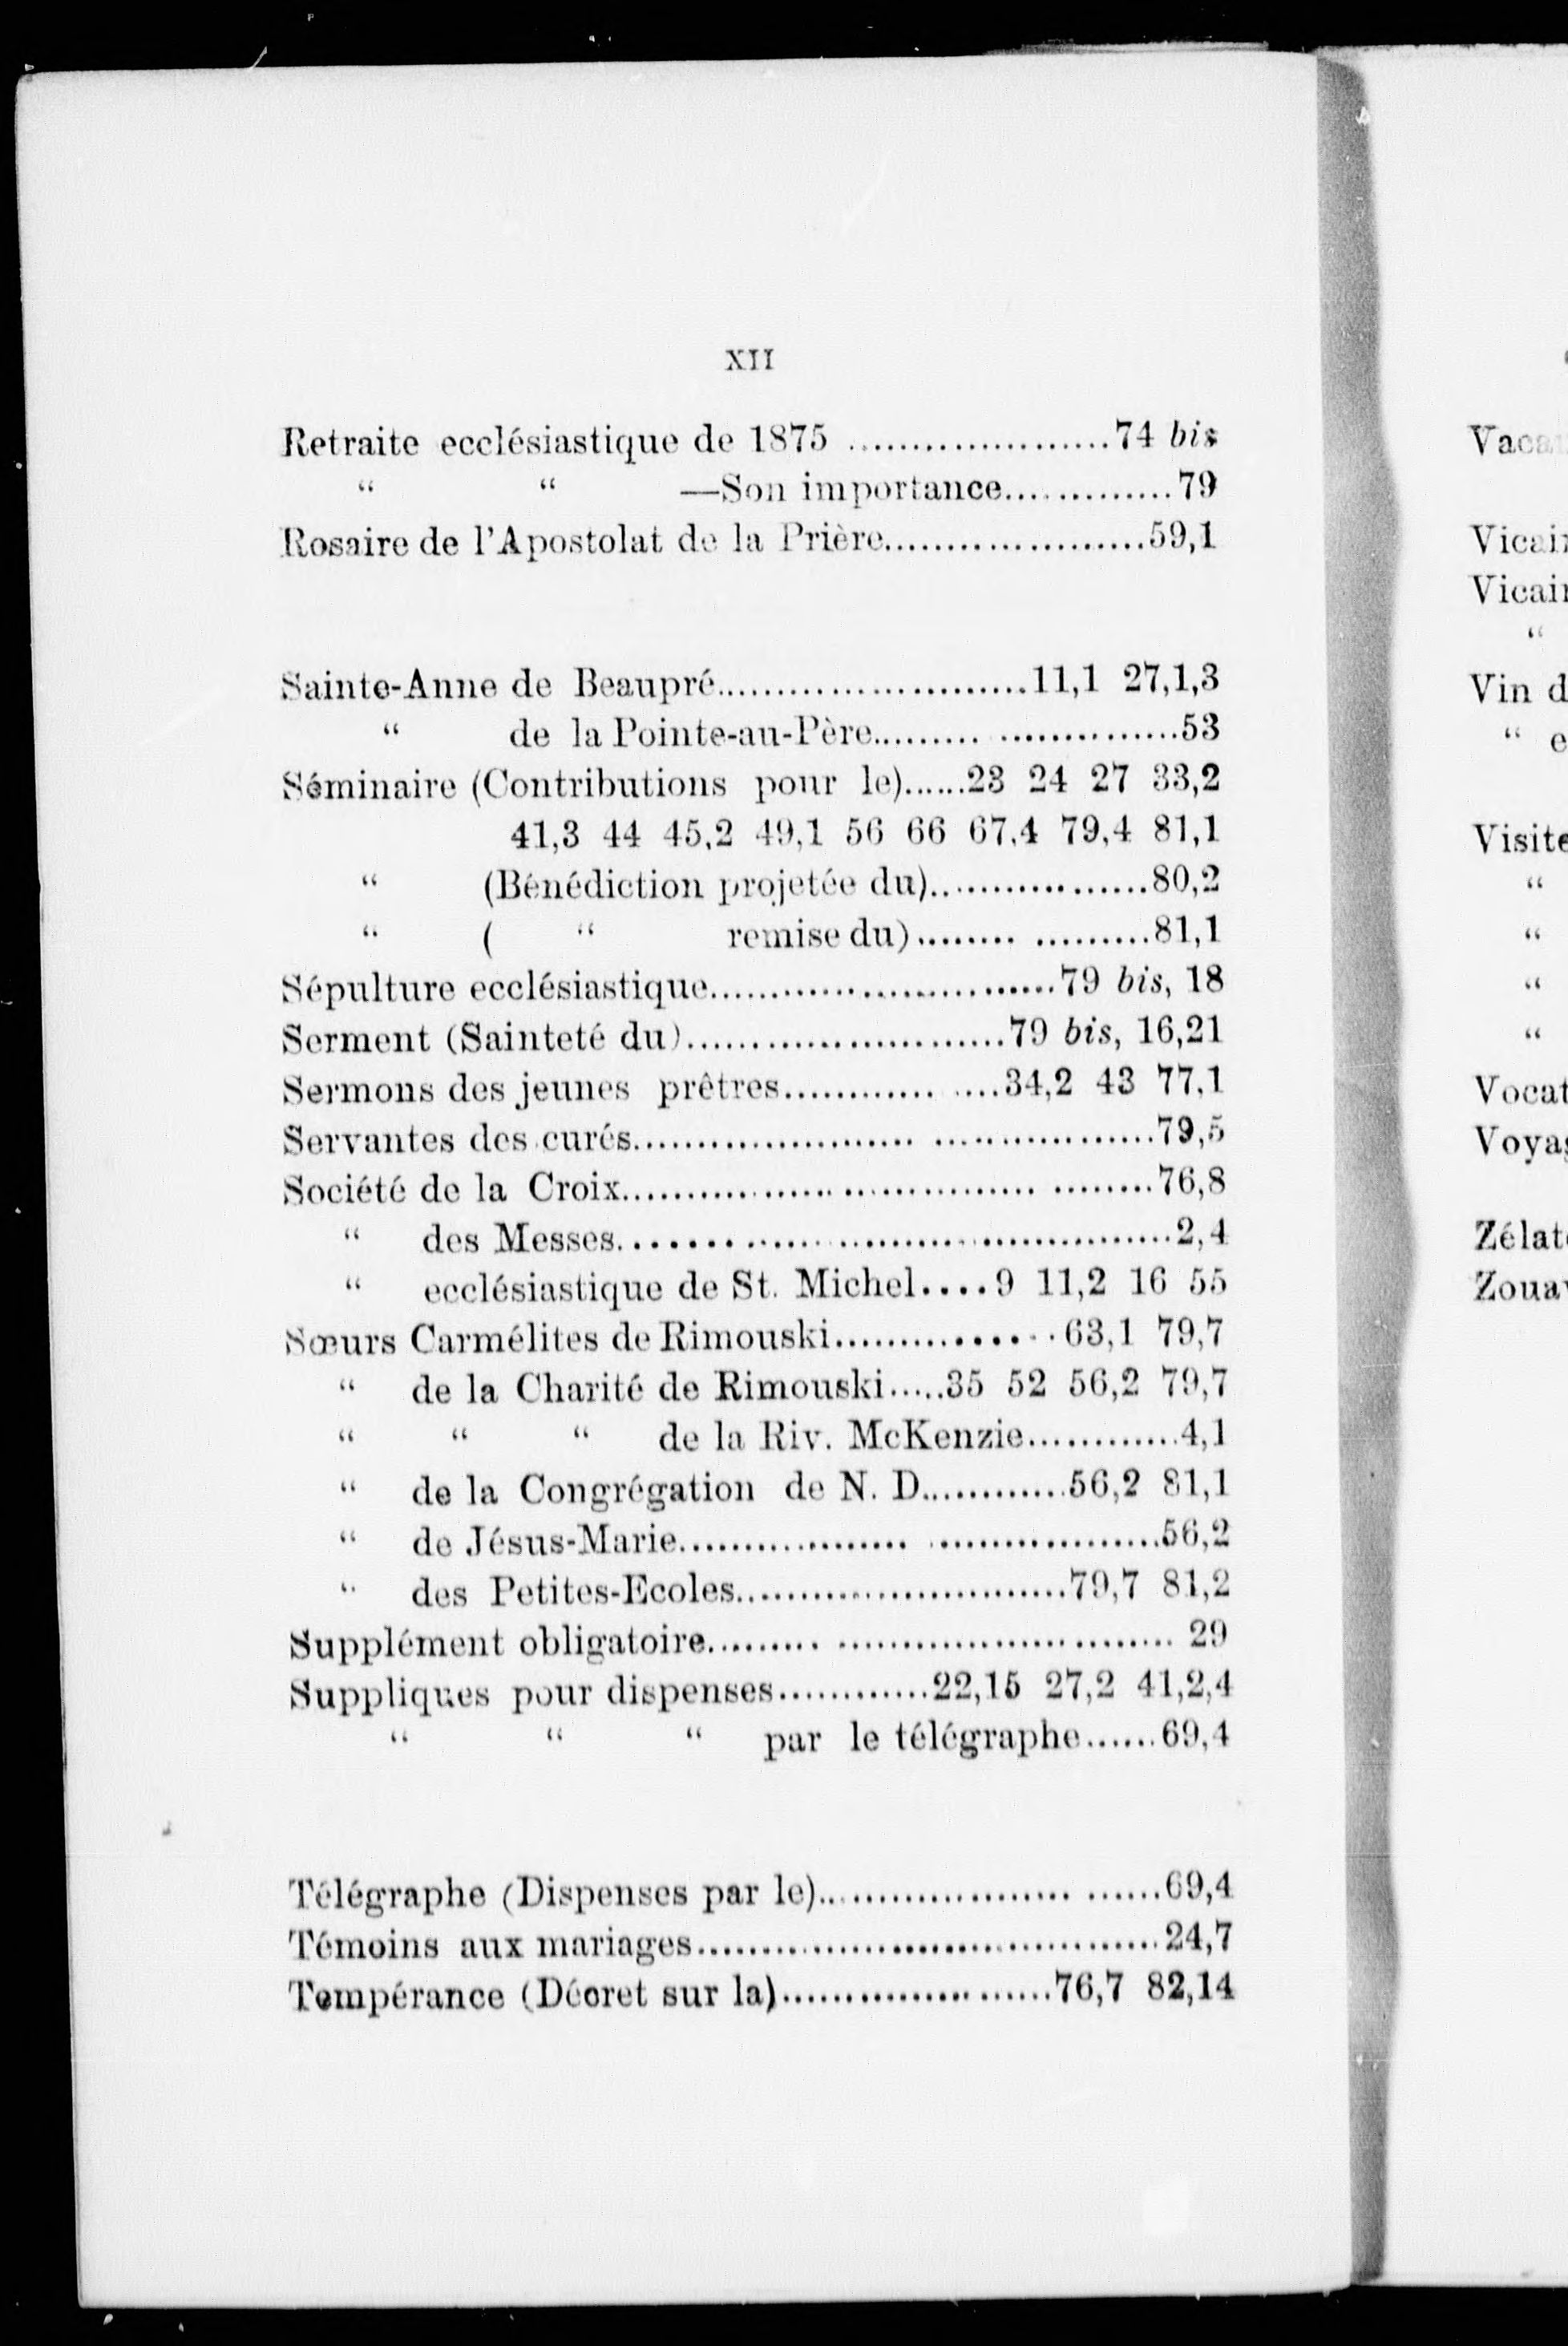 XII
Retraite ecclésiastique de 1875 .....................74 bis
“ “ —Son importance.............79
Rosaire de l'Apostolat de la Prière.....................59,1
Sainte-Anne de Beaupré.........................11,1 27,1,3
“ de la Pointe-au-Père......... ..............53
Séminaire (Contributions pour le)......23 24 27 33,2
41,3 44 45,2 49,1 56 66 67,4 79,4 81,1
“ (Bénédiction projetée du).................80,2
“ ( “ remise du)........ .........81,1
Sépulture ecclésiastique...........................79 bis, 18
Serment (Sainteté du).........................79 bis, 16,21
Sermons des jeunes prêtres............ ....34,2 43 77,1
Servantes des curés...................... ..................79,5
Société de la Croix................................ ........76,8
“ des Messes...........................................2,4
“ ecclésiastique de St. Michel....9 11,2 16 55
Sœurs Carmélites de Rimouski.................63,1 79,7
“ de la Charité de Rimouski.....35 52 56,2 79,7
“ “ “ de la Riv. McKenzie............4,1
“ de la Congrégation de N. D............56,2 81,1
“ de Jésus-Marie.................. ..................56,2
“ des Petites-Ecoles..........................79,7 81,2
Supplément obligatoire......... .......................... 29
Suppliques pour dispenses............22,15 27,2 41,2,4
“ “ “ par le télégraphe......69,4
Télégraphe (Dispenses par le).................... ......69,4
Témoins aux mariages.....................................24,7
Tempérance (Décret sur la)............... ......76,7 82,14
Vin
“
“
“
“
“
“